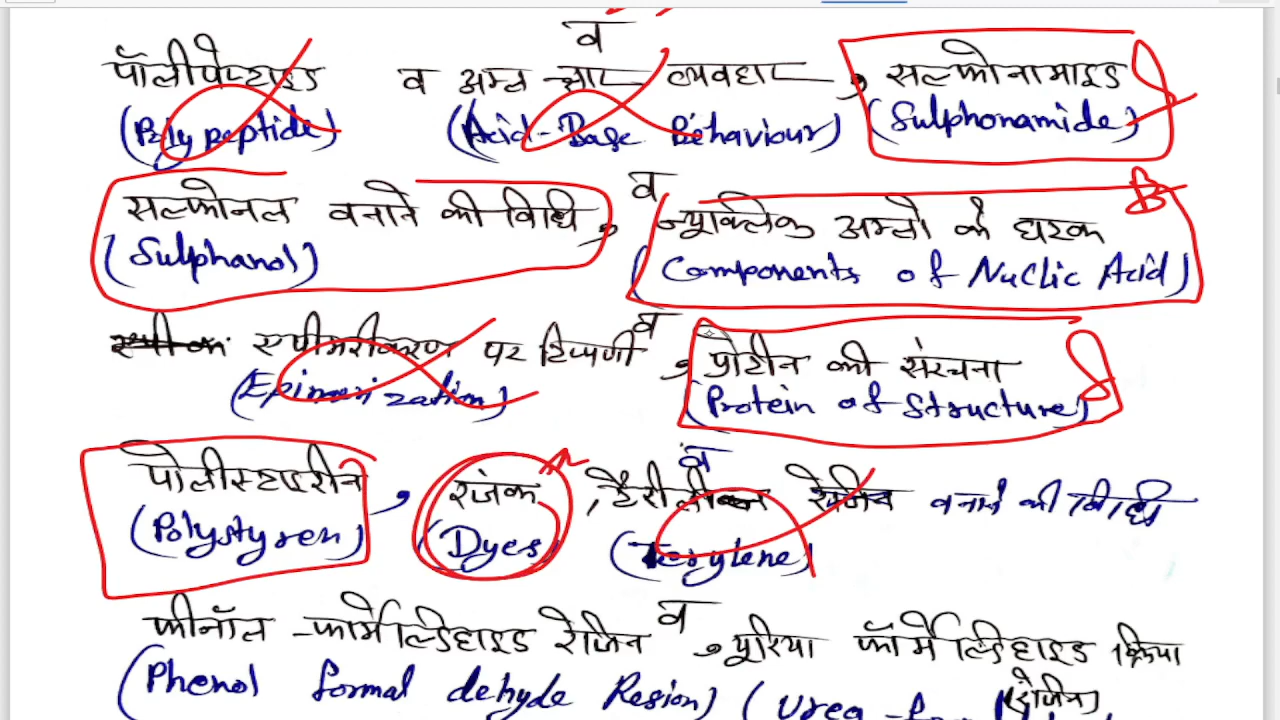 व
पॉलीपेप्टाइड व अम्ल क्षार व्यवहार, सल्फोनामाइड
(Polypeptide) (Acid-Base Behaviour) (Sulphonamide)
व
सल्फोनल बनाने की विधि, न्यूक्लिक अम्लो के घटक
(Sulphanol) (Components of Nuclic Acid)
व
एपीमरीकरण पर टिप्पणी, प्रोटीन की संरचना
(Epimerization) (Protein of Structure)
व
पोलीस्टाइरीन, रंजक, टैरीलीन रेजिन बनाने की विधि
(Polystyren) (Dyes) (Terylene)
व
फीनॉल-फॉर्मेल्डिहाइड रेजिन, यूरिया फॉर्मेल्डिहाइड क्रिया
(रेजिन)
(Phenol formal dehyde Resion) (Urea-